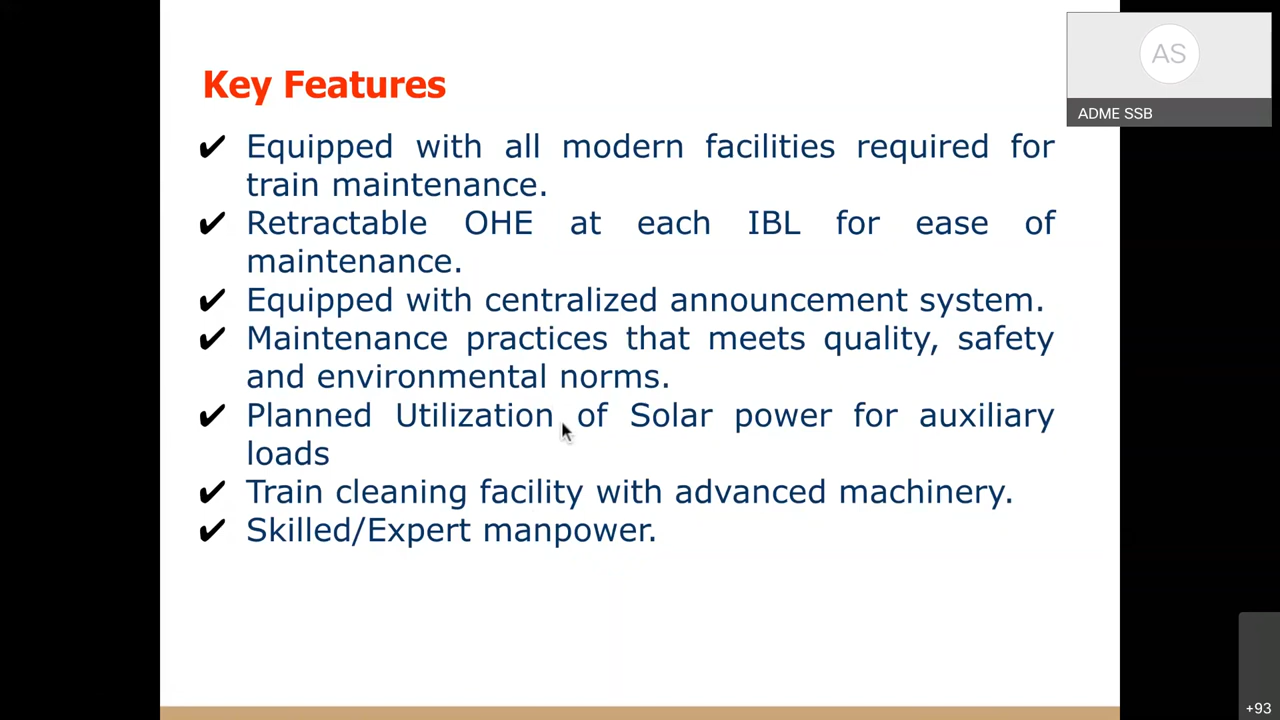 Key Features
✔ Equipped with all modern facilities required for
train maintenance.
✔ Retractable OHE at each IBL for ease of
maintenance.
✔ Equipped with centralized announcement system.
✔ Maintenance practices that meets quality, safety
and environmental norms.
✔ Planned Utilization of Solar power for auxiliary
loads
✔ Train cleaning facility with advanced machinery.
✔ Skilled/Expert manpower.
AS
ADME SSB
+93